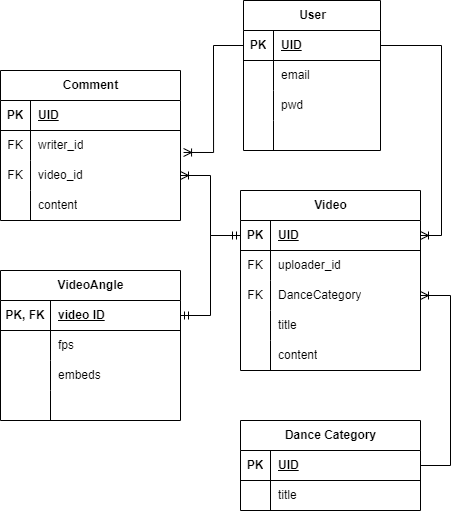 User
PK UID
email
pwd
Comment
PK UID
FK writer_id
FK video_id
content
Video
PK UID
FK uploader_id
FK DanceCategory
title
content
VideoAngle
PK, FK video ID
fps
embeds
Dance Category
PK UID
title